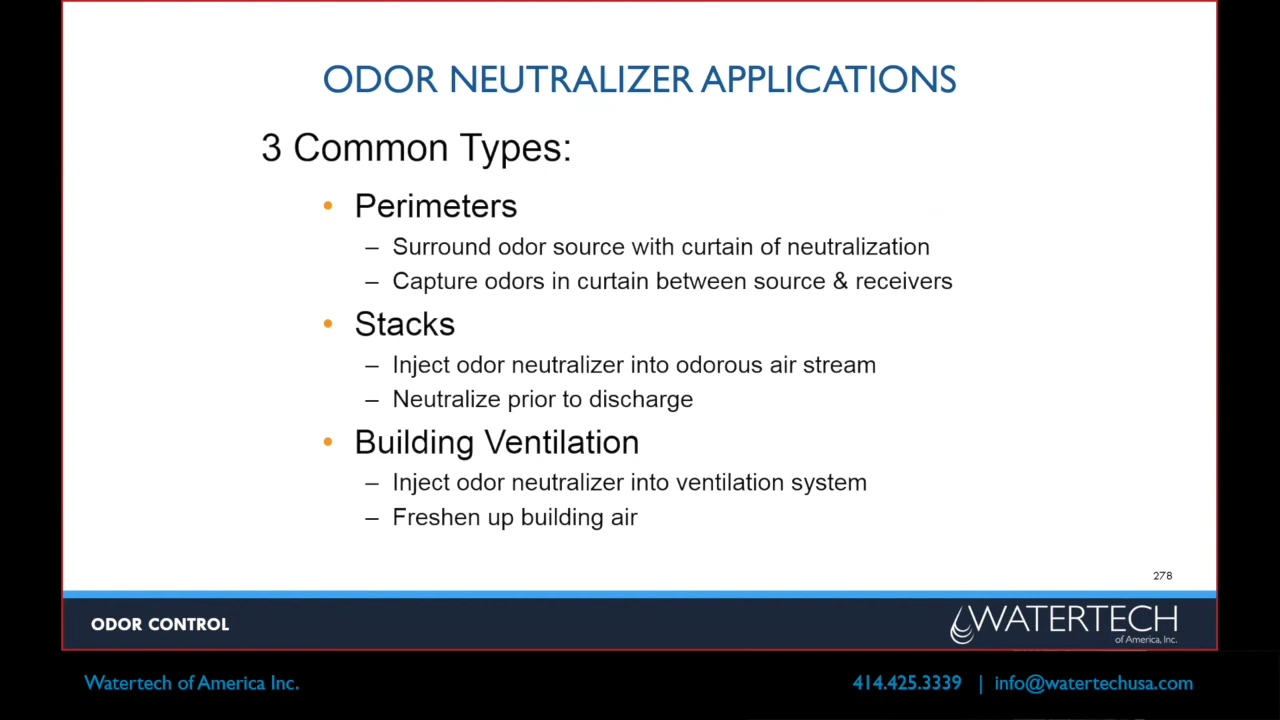 ODOR NEUTRALIZER APPLICATIONS
3 Common Types:
• Perimeters
– Surround odor source with curtain of neutralization
– Capture odors in curtain between source & receivers
• Stacks
– Inject odor neutralizer into odorous air stream
– Neutralize prior to discharge
• Building Ventilation
– Inject odor neutralizer into ventilation system
– Freshen up building air
278
ODOR CONTROL
WATERTECH
of America, Inc.
Watertech of America Inc.
414.425.3339 | info@watertechusa.com